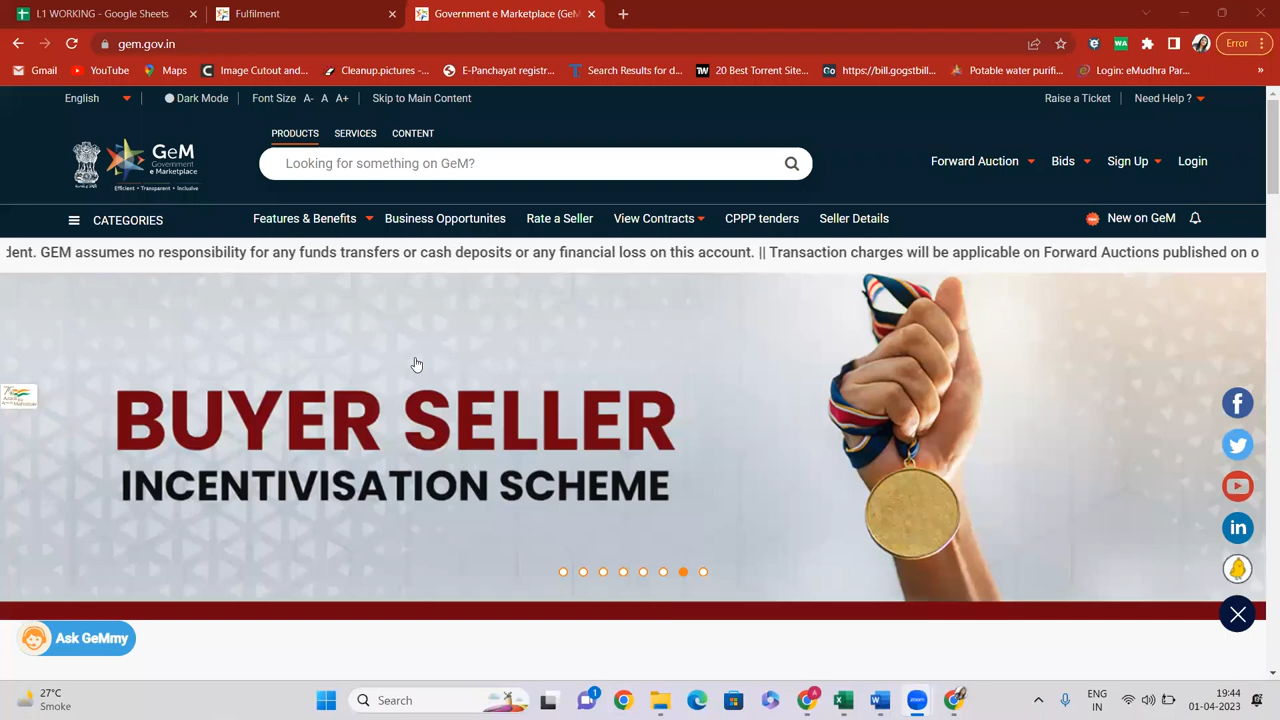 L1 WORKING - Google Sheets
Fulfilment
Government e Marketplace (GeM
gem.gov.in
Error
Gmail
YouTube
Maps
Image Cutout and...
Cleanup.pictures -...
E-Panchayat registr...
Search Results for d...
20 Best Torrent Site...
https://bill.gogstbill...
Potable water purifi...
Login: eMudhra Par...
»
English
Dark Mode
Font Size A- A A+
Skip to Main Content
Raise a Ticket
Need Help ?
PRODUCTS SERVICES CONTENT
GeM
Government
e Marketplace
Efficient • Transparent • Inclusive
Looking for something on GeM?
Forward Auction
Bids
Sign Up
Login
CATEGORIES
Features & Benefits
Business Opportunites
Rate a Seller
View Contracts
CPPP tenders
Seller Details
New on GeM
dent. GEM assumes no responsibility for any funds transfers or cash deposits or any financial loss on this account. || Transaction charges will be applicable on Forward Auctions published on o
BUYER SELLER
INCENTIVISATION SCHEME
Ask GeMmy
27°C
Smoke
Search
1
zoom
ENG
IN
19:44
01-04-2023